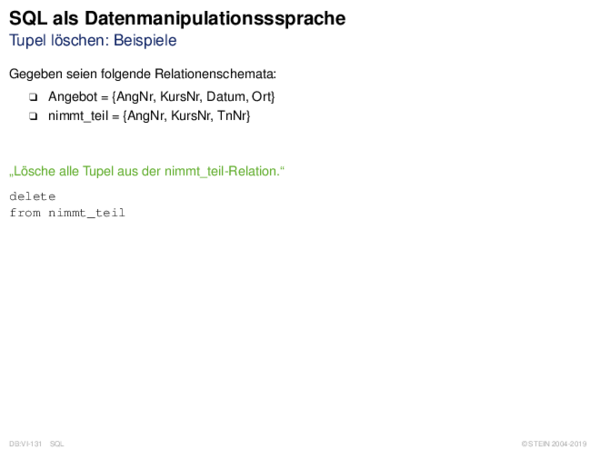 SQL als Datenmanipulationsssprache
Tupel löschen: Beispiele
Gegeben seien folgende Relationenschemata:
❑ Angebot = {AngNr, KursNr, Datum, Ort}
❑ nimmt_teil = {AngNr, KursNr, TnNr}
„Lösche alle Tupel aus der nimmt_teil-Relation.“
delete
from nimmt_teil
DB:VI-131 SQL © STEIN 2004-2019